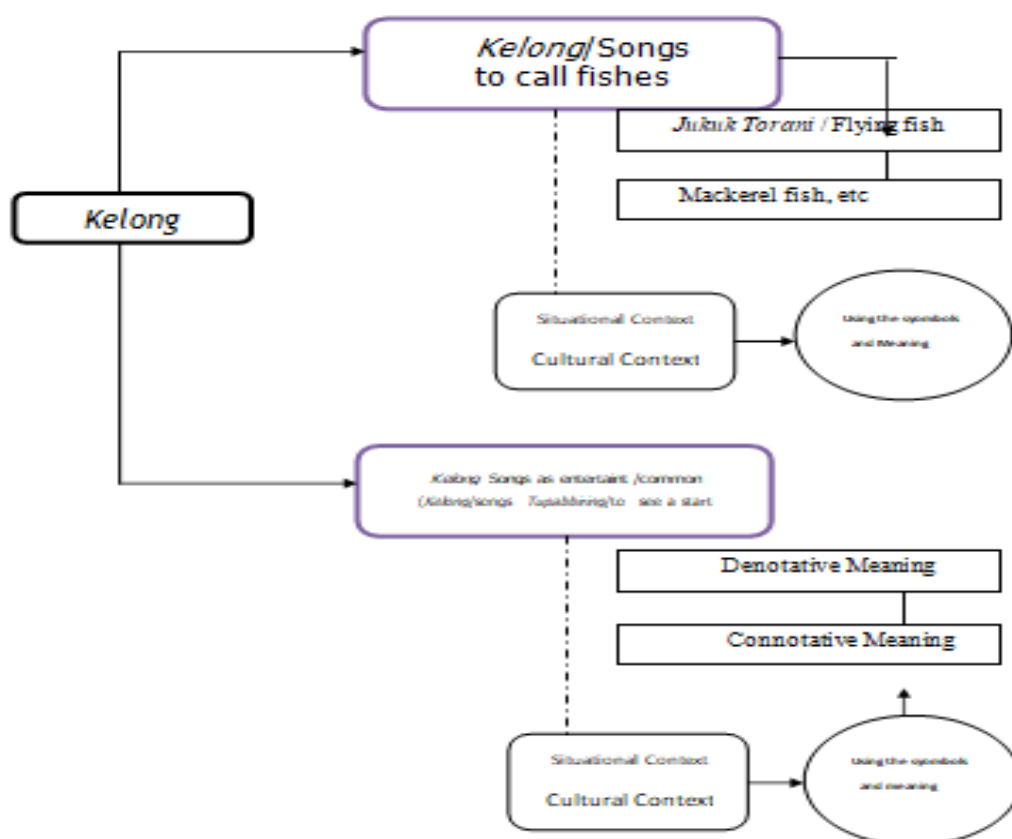 Kelong/Songs
to call fishes
Jukuk Torani / Flying fish
Mackerel fish, etc
Kelong
Situational Context
Cultural Context
Using the symbols
and Meaning
Kelong Songs as entertaint /common
(Kelong/songs Tupabbiring/to see a start
Denotative Meaning
Connotative Meaning
Situational Context
Cultural Context
Using the symbols
and meaning